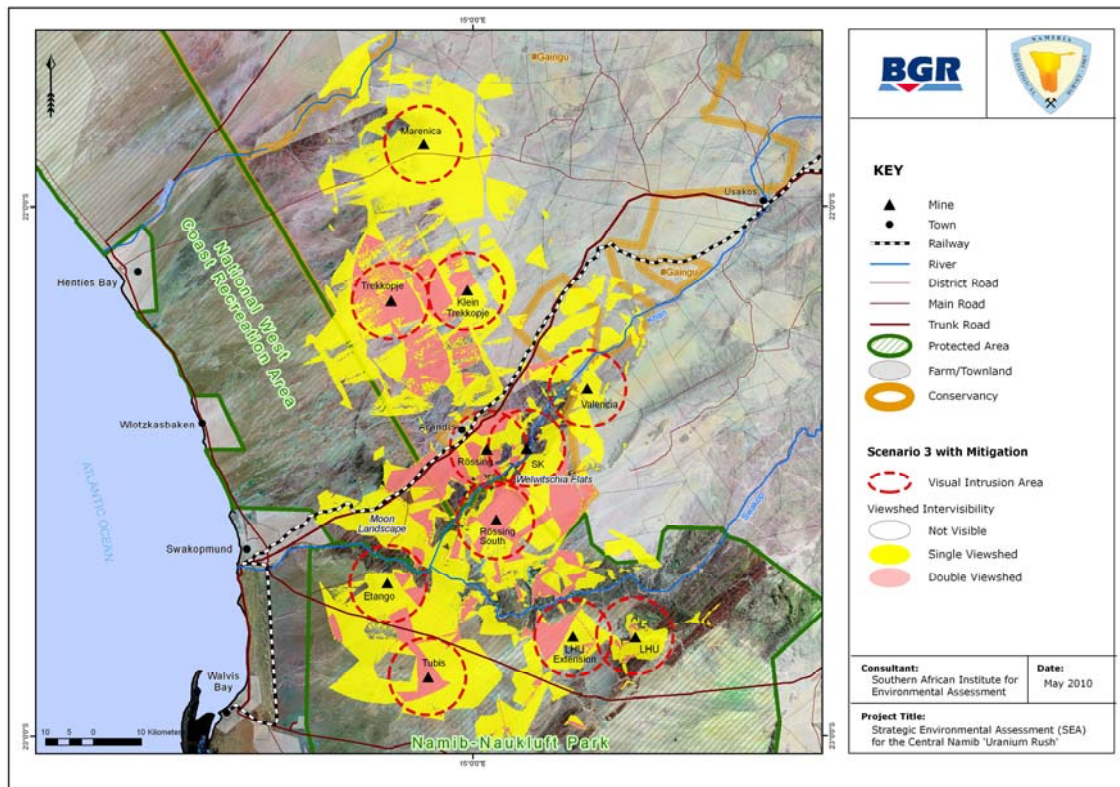 15°0'0"E
#Gaingu
Marenica
Usakos
22°0'0"S
22°0'0"S
National West
Coast Recreation Area
Henties Bay
Trekkopje
Klein
Trekkopje
#Gaingu
Khan
Valencia
Wlotzkasbaken
Arandis
Rössing
SK
Welwitschia Flats
ATLANTIC OCEAN
Moon
Landscape
Rössing
South
Swakop
Swakopmund
Etango
LHU
Extension
LHU
Tubis
Walvis
Bay
10 5 0 10 Kilometers
Namib-Naukluft Park
23°0'0"S
23°0'0"S
15°0'0"E
BGR
NAMIBIA
GEOLOGICAL SURVEY
KEY
Mine
Town
Railway
River
District Road
Main Road
Trunk Road
Protected Area
Farm/Townland
Conservancy
Scenario 3 with Mitigation
Visual Intrusion Area
Viewshed Intervisibility
Not Visible
Single Viewshed
Double Viewshed
Consultant:
Southern African Institute for
Environmental Assessment
Date:
May 2010
Project Title:
Strategic Environmental Assessment (SEA)
for the Central Namib 'Uranium Rush'